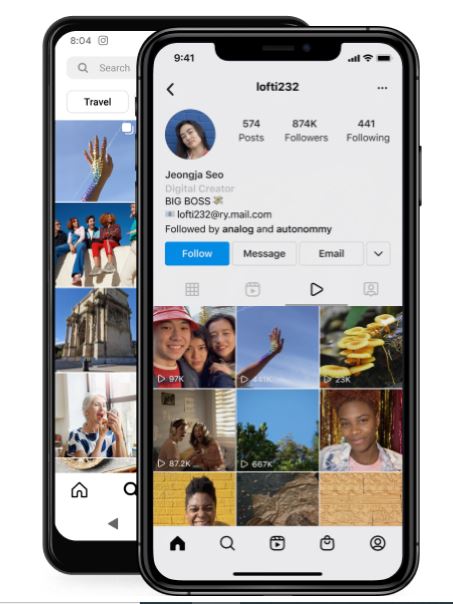 8:04
Search
Travel
9:41
lofti232
574
874K
441
Posts
Followers
Following
Jeongja Seo
Digital Creator
BIG BOSS
lofti232@ry.mail.com
Followed by analog and autonommy
Follow
Message
Email
97K
441K
23K
87.2K
667K